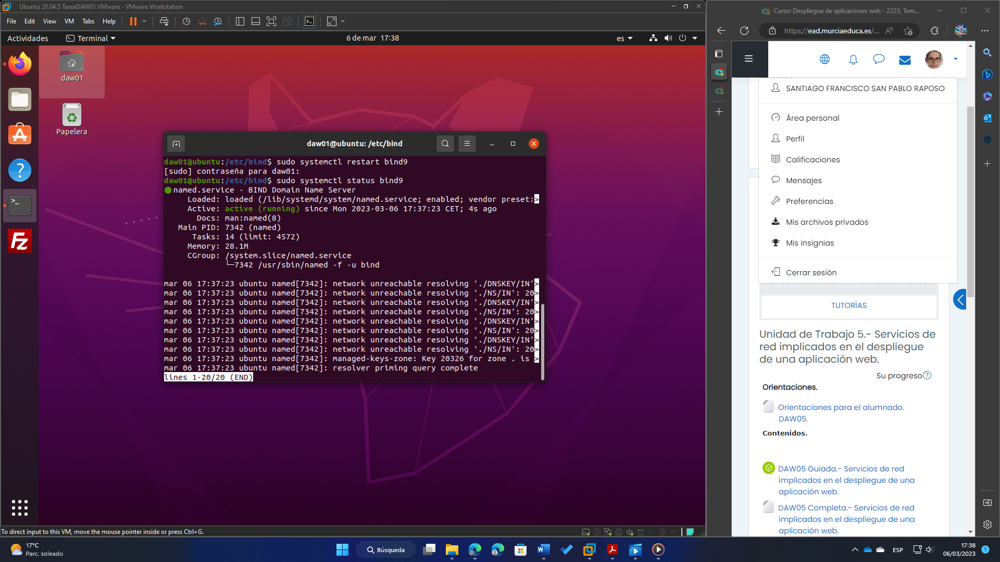 Ubuntu 20.04.5 TareaDAW01 VMware - VMware Workstation
File Edit View VM Tabs Help
Actividades
Terminal
6 de mar 17:38
es
daw01
Papelera
daw01@ubuntu: /etc/bind
daw01@ubuntu:/etc/bind$ sudo systemctl restart bind9
[sudo] contraseña para daw01:
daw01@ubuntu:/etc/bind$ sudo systemctl status bind9
named.service - BIND Domain Name Server
Loaded: loaded (/lib/systemd/system/named.service; enabled; vendor preset:>
Active: active (running) since Mon 2023-03-06 17:37:23 CET; 4s ago
Docs: man:named(8)
Main PID: 7342 (named)
Tasks: 14 (limit: 4572)
Memory: 28.1M
CGroup: /system.slice/named.service
└─7342 /usr/sbin/named -f -u bind
mar 06 17:37:23 ubuntu named[7342]: network unreachable resolving './DNSKEY/IN'>
mar 06 17:37:23 ubuntu named[7342]: network unreachable resolving './NS/IN': 20>
mar 06 17:37:23 ubuntu named[7342]: network unreachable resolving './DNSKEY/IN'>
mar 06 17:37:23 ubuntu named[7342]: network unreachable resolving './NS/IN': 20>
mar 06 17:37:23 ubuntu named[7342]: network unreachable resolving './DNSKEY/IN'>
mar 06 17:37:23 ubuntu named[7342]: network unreachable resolving './NS/IN': 20>
mar 06 17:37:23 ubuntu named[7342]: network unreachable resolving './DNSKEY/IN'>
mar 06 17:37:23 ubuntu named[7342]: network unreachable resolving './NS/IN': 20>
mar 06 17:37:23 ubuntu named[7342]: managed-keys-zone: Key 20326 for zone . is >
mar 06 17:37:23 ubuntu named[7342]: resolver priming query complete
lines 1-20/20 (END)
To direct input to this VM, move the mouse pointer inside or press Ctrl+G.
Curso: Despliegue de aplicaciones web - 2223, Tem...
https://ead.murciaeduca.es/...
SANTIAGO FRANCISCO SAN PABLO RAPOSO
Área personal
Perfil
Calificaciones
Mensajes
Preferencias
Mis archivos privados
Mis insignias
Cerrar sesión
TUTORÍAS
Unidad de Trabajo 5.- Servicios de
red implicados en el despliegue
de una aplicación web.
Su progreso
Orientaciones.
Orientaciones para el alumnado.
DAW05.
Contenidos.
DAW05 Guiada.- Servicios de red
implicados en el despliegue de una
aplicación web.
DAW05 Completa.- Servicios de red
implicados en el despliegue de una
aplicación web.
17°C
Parc. soleado
Búsqueda
ESP
17:38
06/03/2023
1